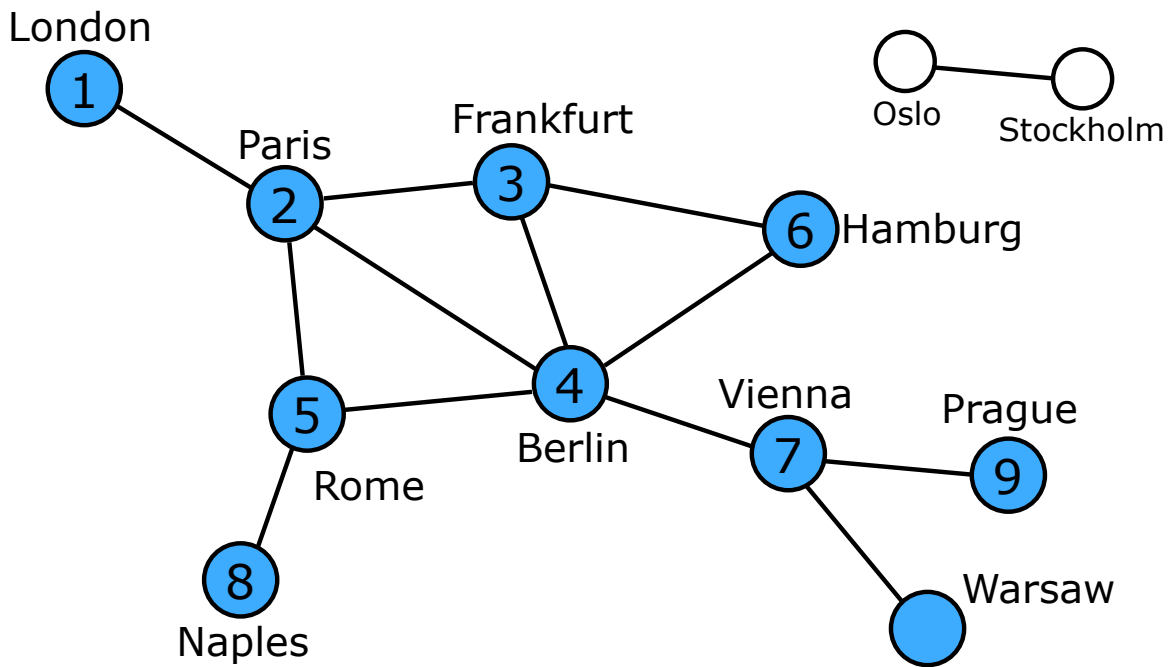 London
1
Oslo
Stockholm
Frankfurt
Paris
3
2
6
Hamburg
4
Vienna
Prague
5
Berlin
7
9
Rome
8
Warsaw
Naples